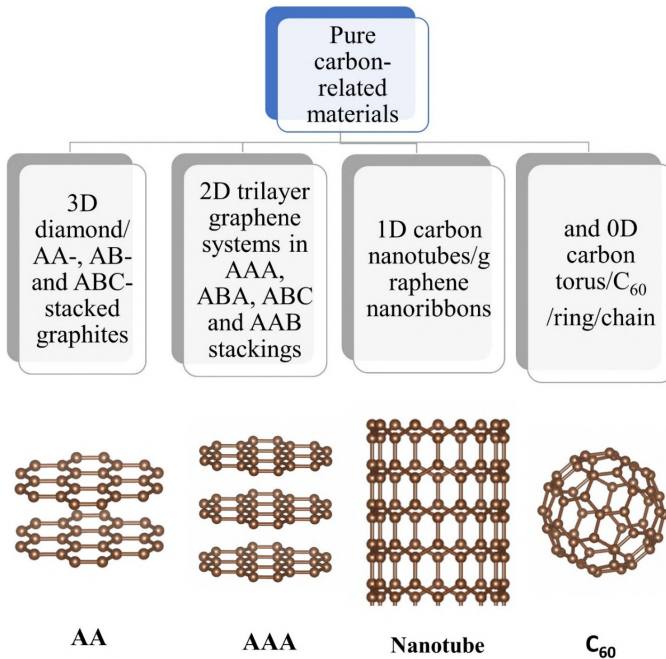 Pure
carbon-
related
materials
3D
diamond/
AA-, AB-
and ABC-
stacked
graphites
2D trilayer
graphene
systems in
AAA,
ABA, ABC
and AAB
stackings
1D carbon
nanotubes/g
raphene
nanoribbons
and 0D
carbon
torus/C₆₀
/ring/chain
AA
AAA
Nanotube
C₆₀